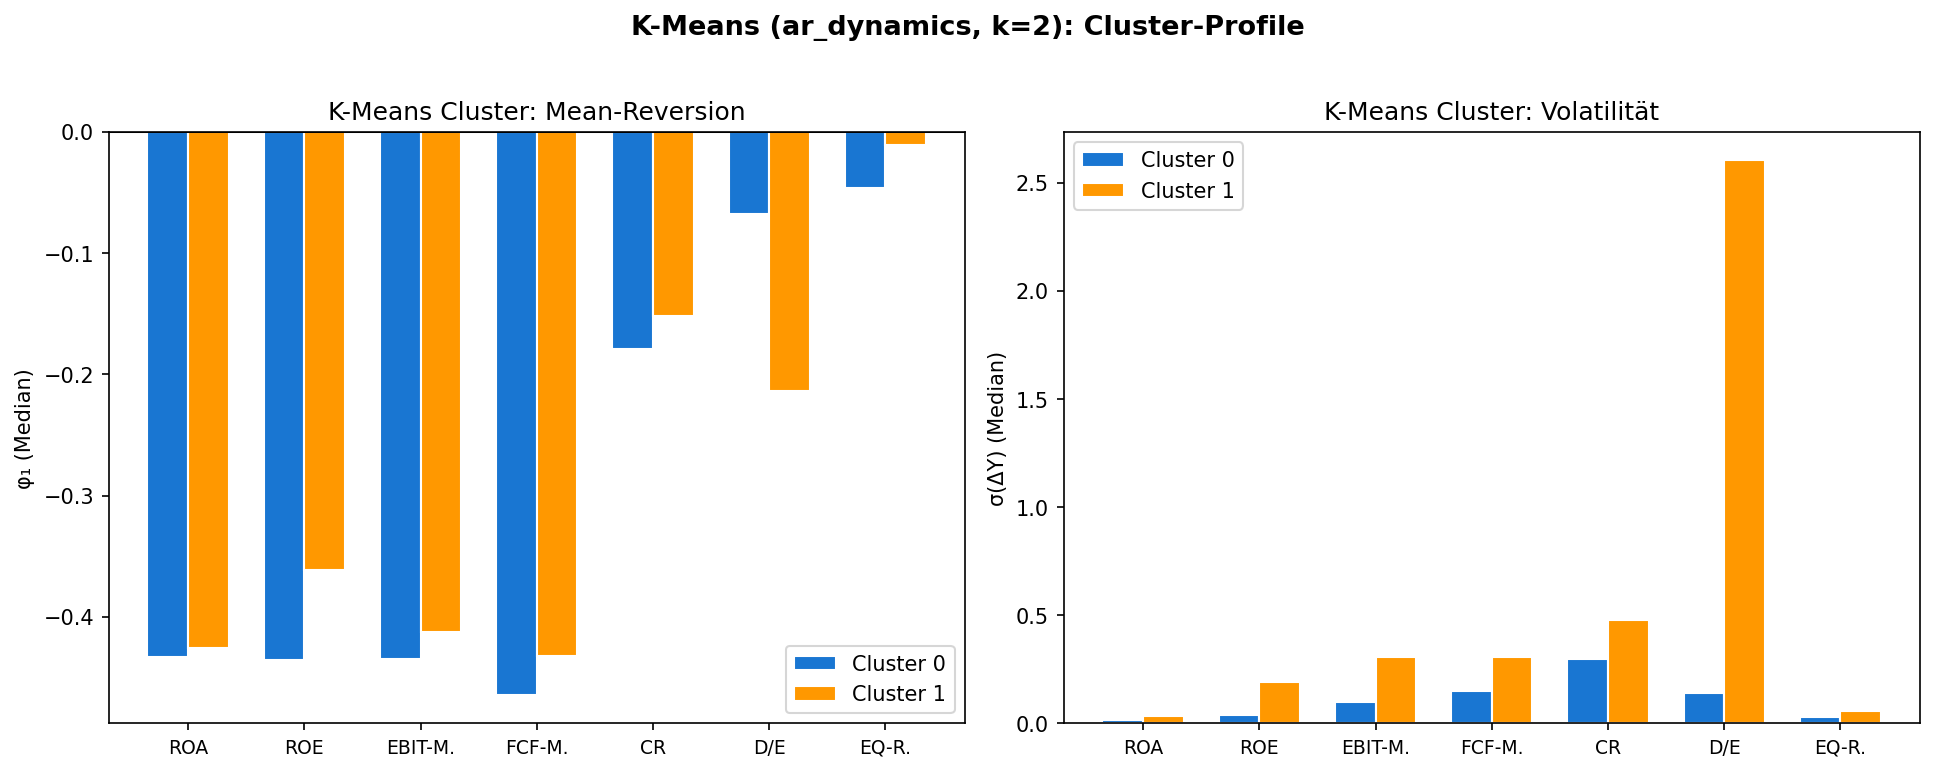 K-Means (ar_dynamics, k=2): Cluster-Profile
K-Means Cluster: Mean-Reversion
φ₁ (Median)
0.0
−0.1
−0.2
−0.3
−0.4
ROA ROE EBIT-M. FCF-M. CR D/E EQ-R.
Cluster 0
Cluster 1
K-Means Cluster: Volatilität
σ(ΔY) (Median)
2.5
2.0
1.5
1.0
0.5
0.0
ROA ROE EBIT-M. FCF-M. CR D/E EQ-R.
Cluster 0
Cluster 1